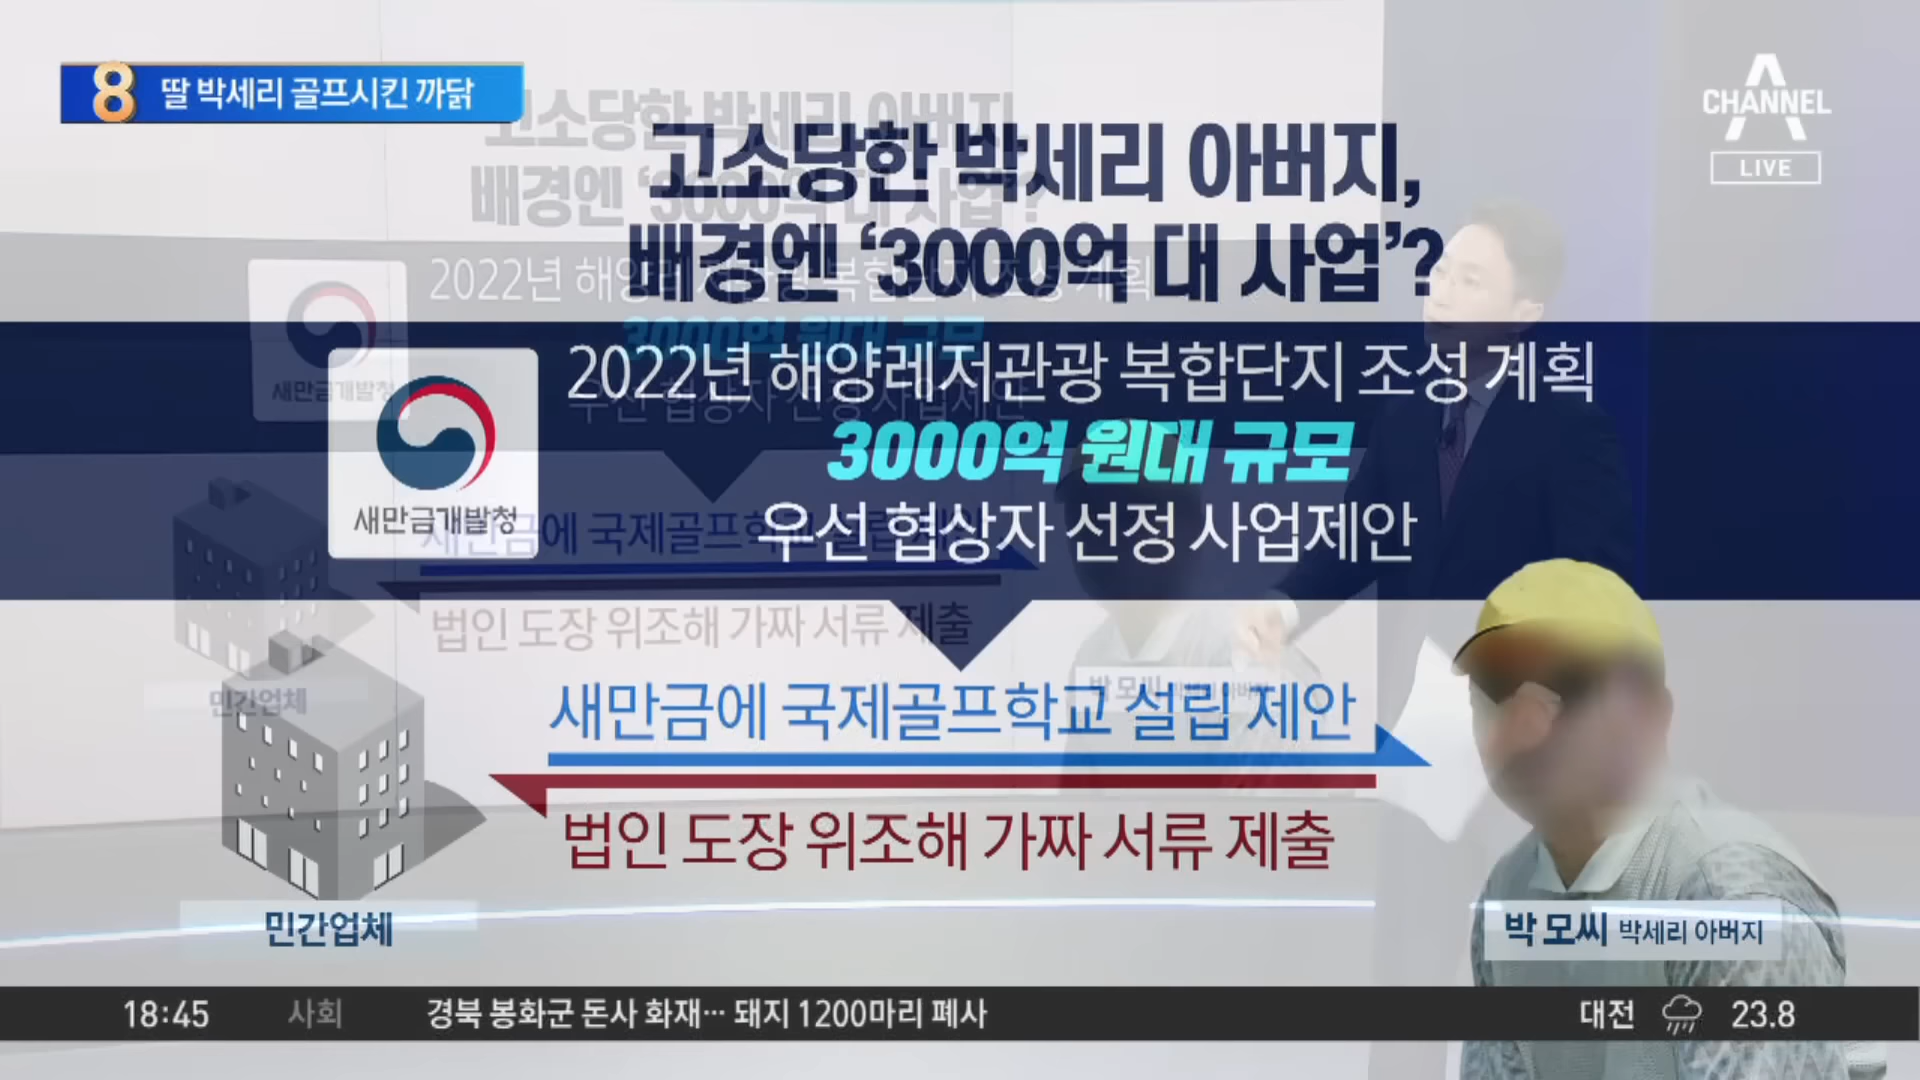 8 딸 박세리 골프시킨 까닭
CHANNEL A
LIVE
고소당한 박세리 아버지,
배경엔 ‘3000억 대 사업’?
2022년 해양레저관광 복합단지 조성 계획
3000억 원대 규모
우선 협상자 선정 사업제안
새만금개발청
새만금에 국제골프학교 설립 제안
법인 도장 위조해 가짜 서류 제출
민간업체
박 모씨 박세리 아버지
18:45 사회 경북 봉화군 돈사 화재… 돼지 1200마리 폐사 대전 23.8